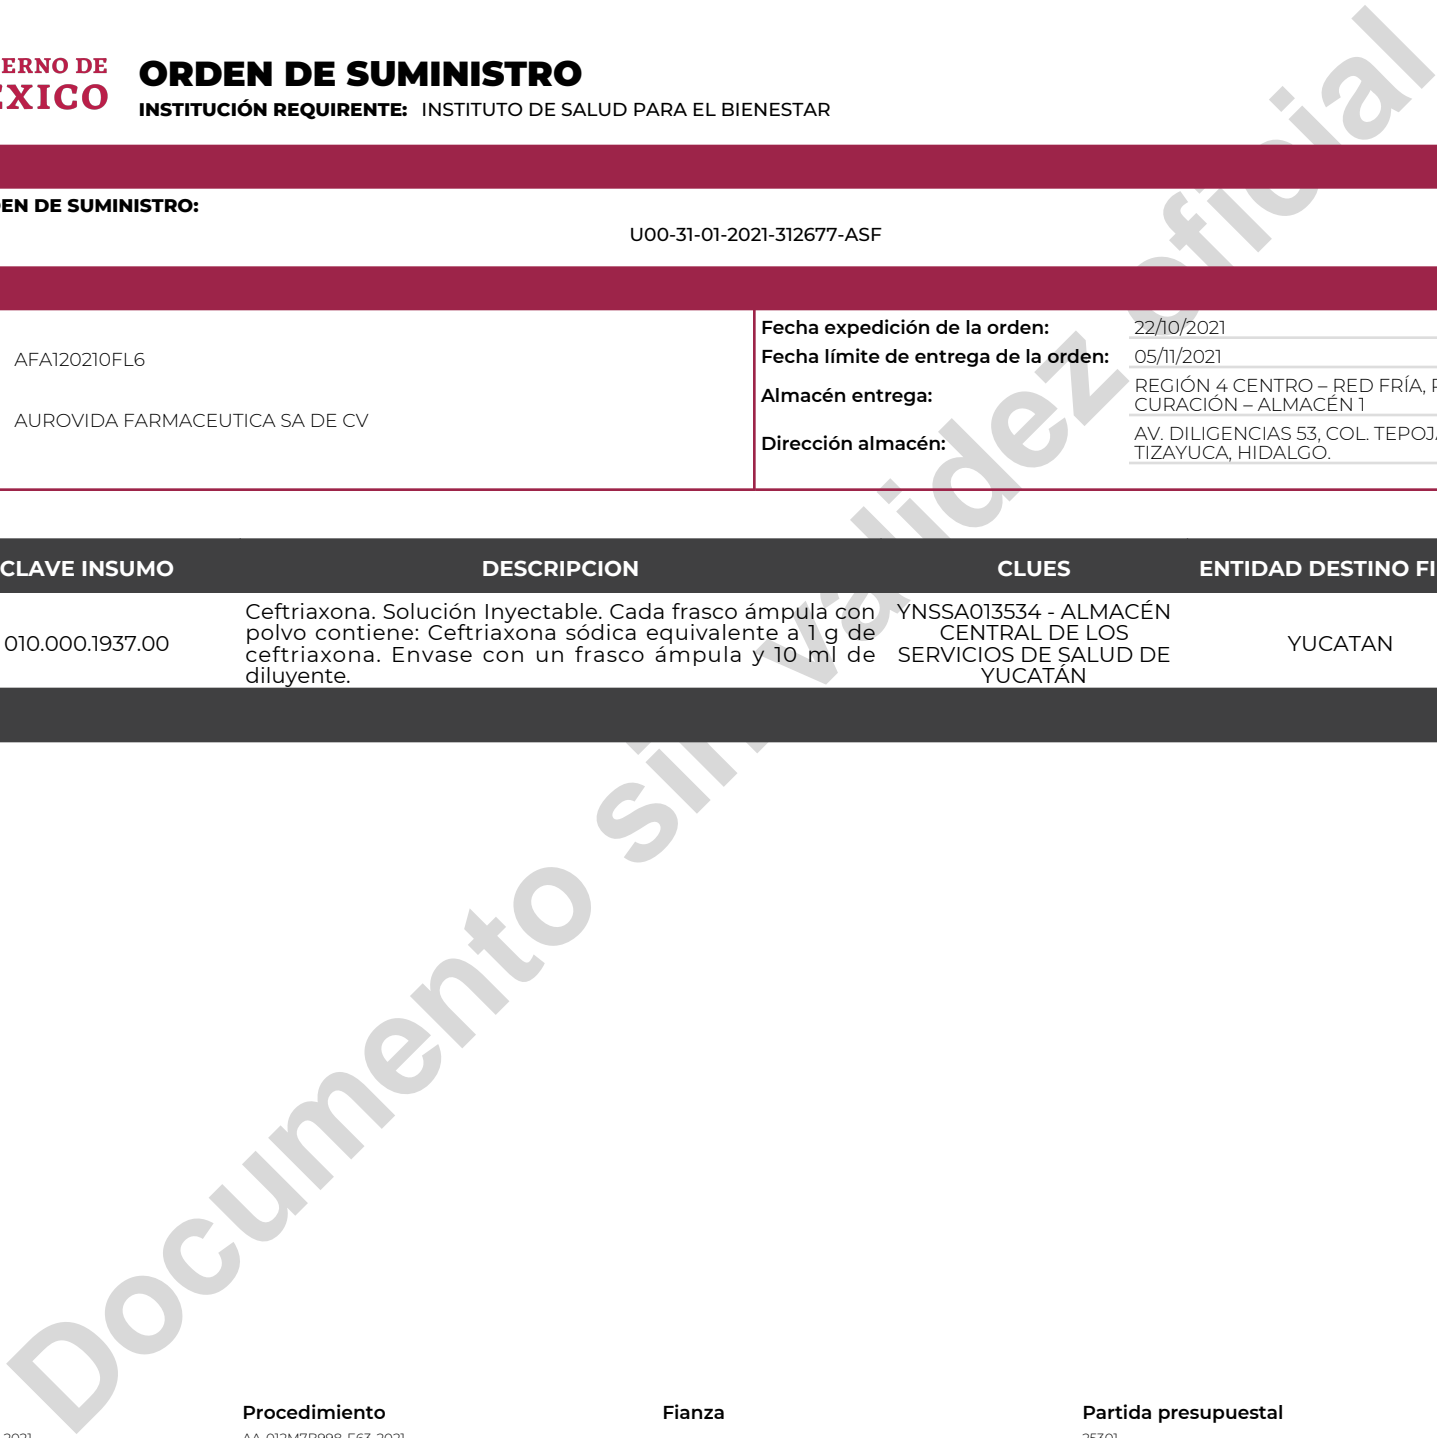 ERNO DE
EXICO
ORDEN DE SUMINISTRO
INSTITUCIÓN REQUIRENTE: INSTITUTO DE SALUD PARA EL BIENESTAR
EN DE SUMINISTRO:
U00-31-01-2021-312677-ASF
AFA120210FL6
AUROVIDA FARMACEUTICA SA DE CV
Fecha expedición de la orden: 22/10/2021
Fecha límite de entrega de la orden: 05/11/2021
Almacén entrega: REGIÓN 4 CENTRO – RED FRÍA,
CURACIÓN – ALMACÉN 1
Dirección almacén: AV. DILIGENCIAS 53, COL. TEPOJA
TIZAYUCA, HIDALGO.
CLAVE INSUMO DESCRIPCION CLUES ENTIDAD DESTINO FI
010.000.1937.00
Ceftriaxona. Solución Inyectable. Cada frasco ámpula con
polvo contiene: Ceftriaxona sódica equivalente a 1 g de
ceftriaxona. Envase con un frasco ámpula y 10 ml de
diluyente.
YNSSA013534 - ALMACÉN
CENTRAL DE LOS
SERVICIOS DE SALUD DE
YUCATÁN
YUCATAN
Documento sin validez oficial
Procedimiento Fianza Partida presupuestal